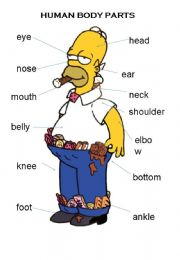 HUMAN BODY PARTS
eye
head
nose
ear
mouth
neck
shoulder
belly
elbo
w
knee
bottom
foot
ankle